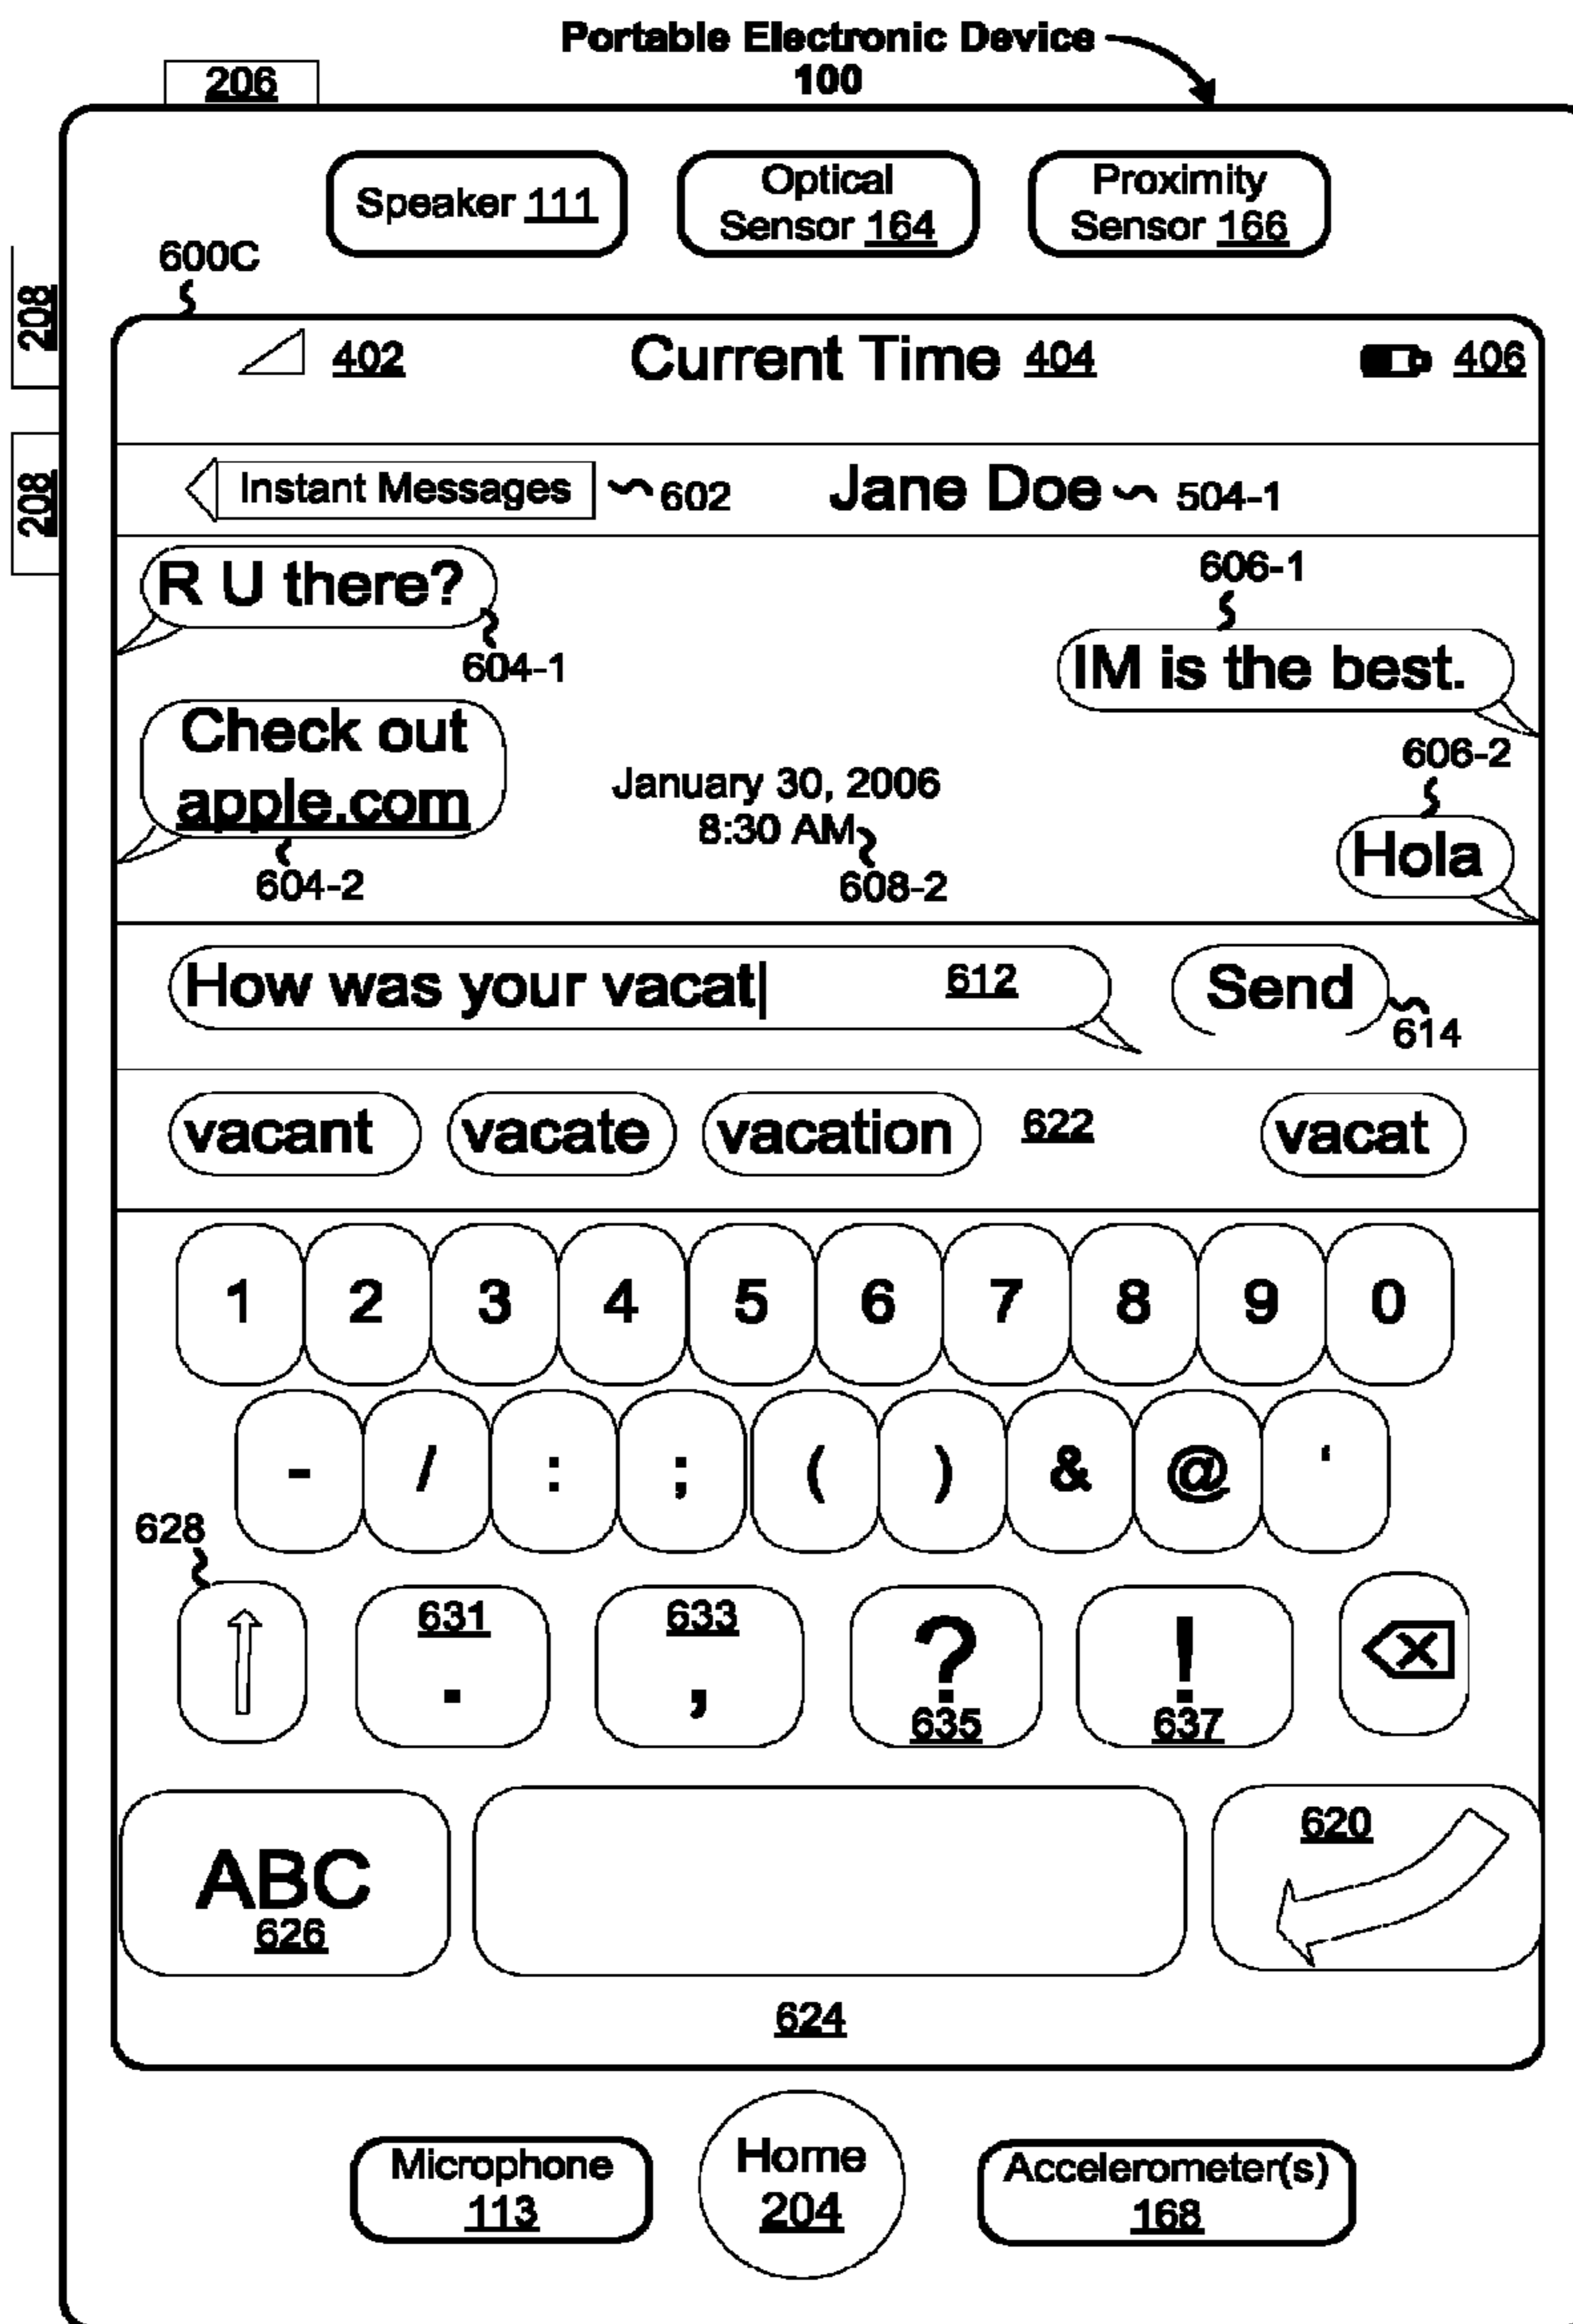 Portable Electronic Device
100
206
Speaker 111
Optical
Sensor 164
Proximity
Sensor 166
600C
208
402
Current Time 404
406
208
Instant Messages
602
Jane Doe
504-1
R U there?
604-1
606-1
IM is the best.
Check out
apple.com
604-2
January 30, 2006
8:30 AM
608-2
606-2
Hola
How was your vacat
612
Send
614
vacant
vacate
vacation
622
vacat
1 2 3 4 5 6 7 8 9 0
- / : ; ( ) & @ '
628
631
.
633
,
?
635
!
637
ABC
626
620
624
Microphone
113
Home
204
Accelerometer(s)
168